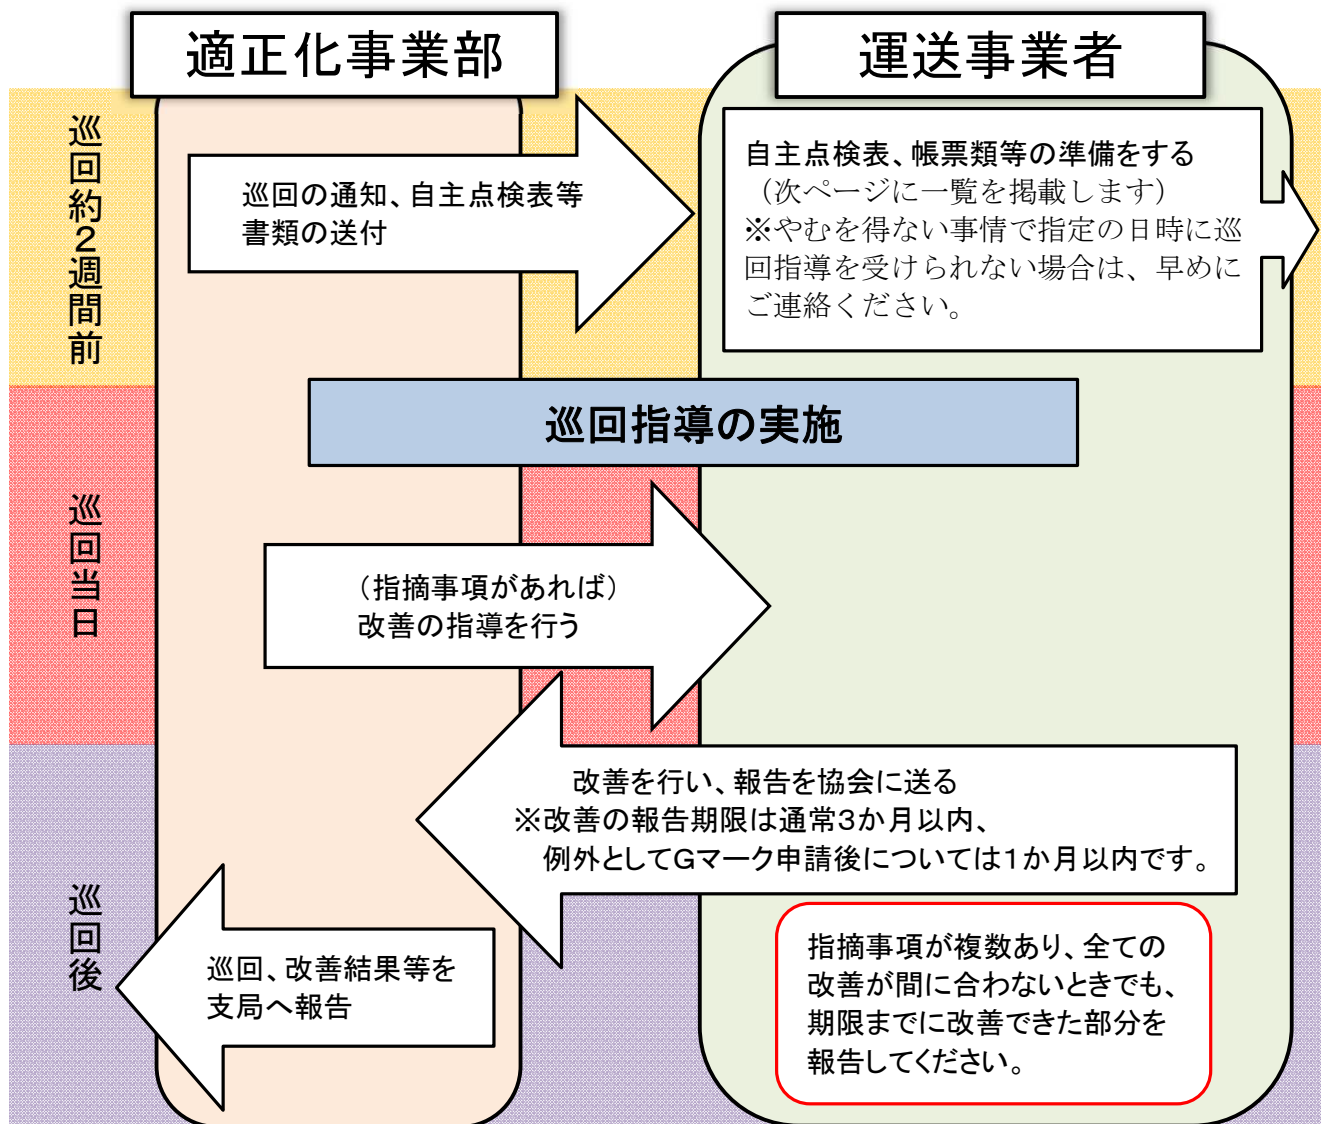 適正化事業部
運送事業者
巡回約2週間前
巡回の通知、自主点検表等
書類の送付
自主点検表、帳票類等の準備をする
（次ページに一覧を掲載します）
※やむを得ない事情で指定の日時に巡
回指導を受けられない場合は、早めに
ご連絡ください。
巡回指導の実施
巡回当日
（指摘事項があれば）
改善の指導を行う
改善を行い、報告を協会に送る
※改善の報告期限は通常3か月以内、
例外としてGマーク申請後については1か月以内です。
巡回後
巡回、改善結果等を
支局へ報告
指摘事項が複数あり、全ての
改善が間に合わないときでも、
期限までに改善できた部分を
報告してください。